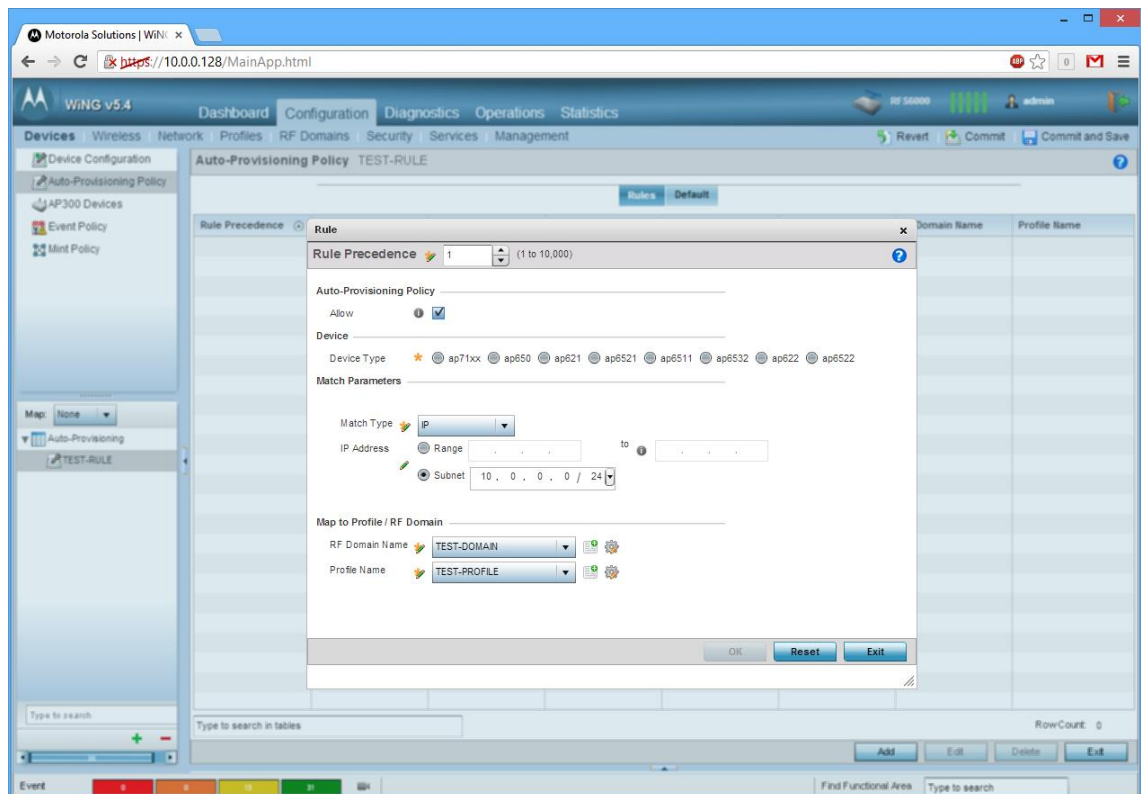 Motorola Solutions | WiNG
https://10.0.0.128/MainApp.html
ABP
0
WiNG v5.4
Dashboard Configuration Diagnostics Operations Statistics
RFS6000
admin
Devices Wireless Network Profiles RF Domains Security Services Management
Revert Commit Commit and Save
Device Configuration
Auto-Provisioning Policy
AP300 Devices
Event Policy
Mint Policy
Auto-Provisioning Policy TEST-RULE
Rules Default
Rule Precedence
Domain Name
Profile Name
Rule
Rule Precedence 1 (1 to 10,000)
Auto-Provisioning Policy
Allow
Device
Device Type * ap71xx ap650 ap621 ap6521 ap6511 ap6532 ap622 ap6522
Match Parameters
Match Type IP
IP Address Range . . . to . . .
Subnet 10 . 0 . 0 . 0 / 24
Map to Profile / RF Domain
RF Domain Name TEST-DOMAIN
Profile Name TEST-PROFILE
OK Reset Exit
Map: None
Auto-Provisioning
TEST-RULE
Type to search
Type to search in tables
Row Count: 0
Add Edit Delete Exit
Event
Find Functional Area Type to search